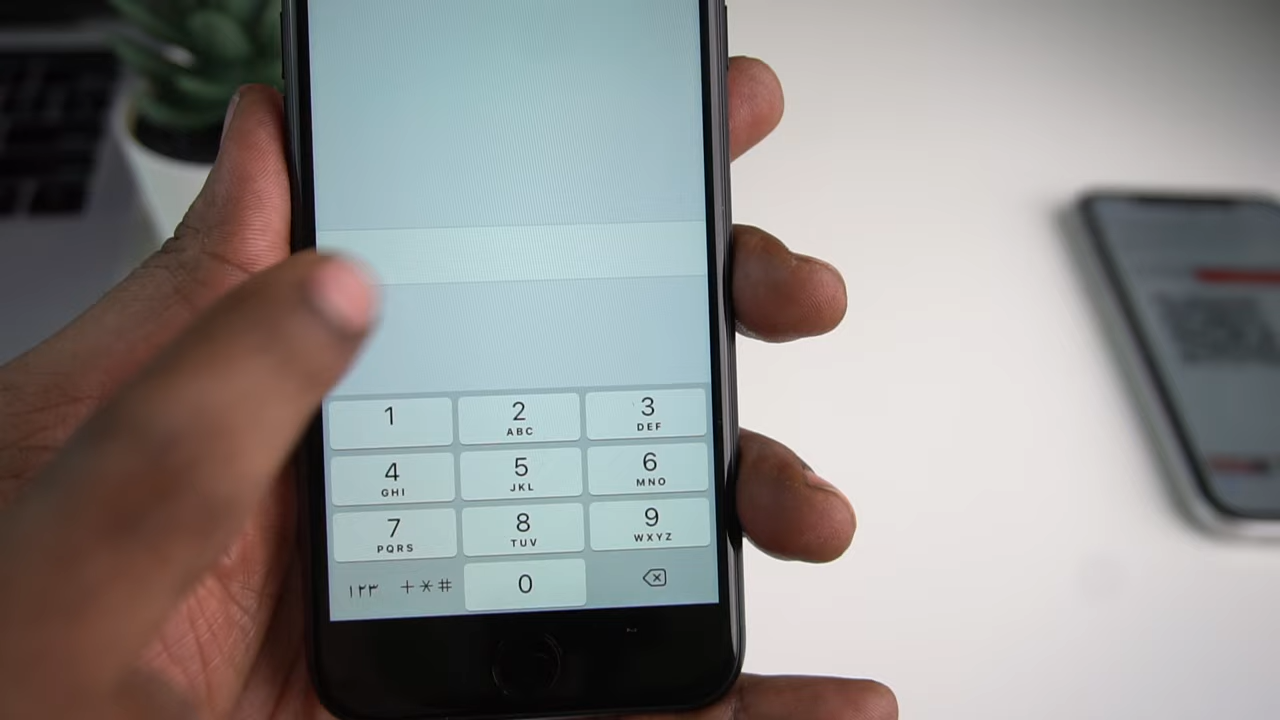 1 2 3
ABC DEF
4 5 6
GHI JKL MNO
7 8 9
PQRS TUV WXYZ
١٢٣ +*# 0